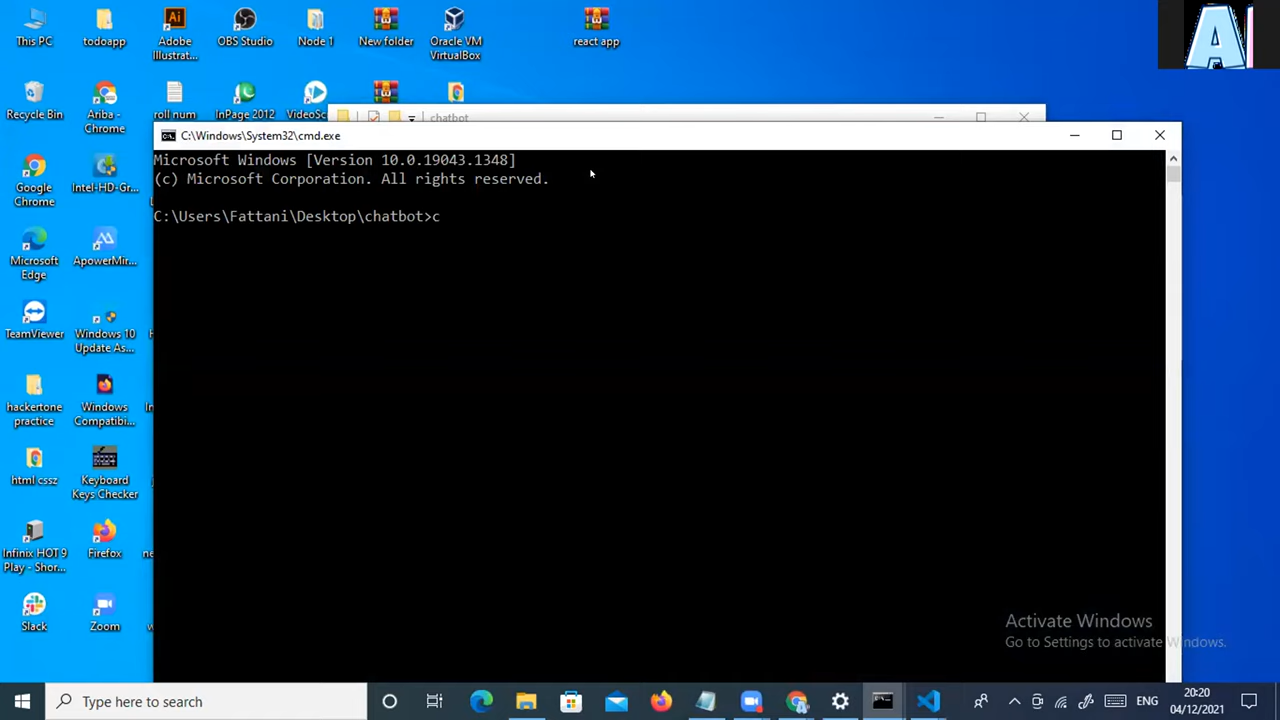 This PC
todoapp
Adobe
Illustrat...
OBS Studio
Node 1
New folder
Oracle VM
VirtualBox
react app
AI
Recycle Bin
Ariba -
Chrome
roll num
InPage 2012
VideoSc
chatbot
C:\Windows\System32\cmd.exe
Microsoft Windows [Version 10.0.19043.1348]
(c) Microsoft Corporation. All rights reserved.
C:\Users\Fattani\Desktop\chatbot>c
Google
Chrome
Intel-HD-Gr...
Microsoft
Edge
ApowerMir...
TeamViewer
Windows 10
Update As...
hackertone
practice
Windows
Compatibi...
html cssz
Keyboard
Keys Checker
Infinix HOT 9
Play - Shor...
Firefox
ne
Slack
Zoom
w
Activate Windows
Go to Settings to activate Windows.
Type here to search
ENG
20:20
04/12/2021